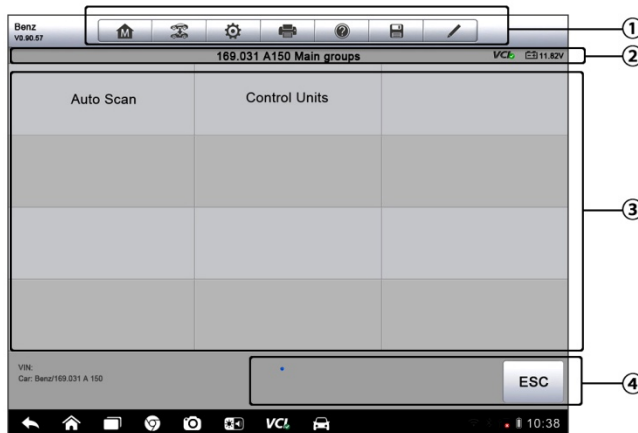 Benz
V0.90.57
M
169.031 A150 Main groups
VCI 11.82V
Auto Scan Control Units
VIN:
Car: Benz/169.031 A 150
ESC
VCI 10:38
①
②
③
④